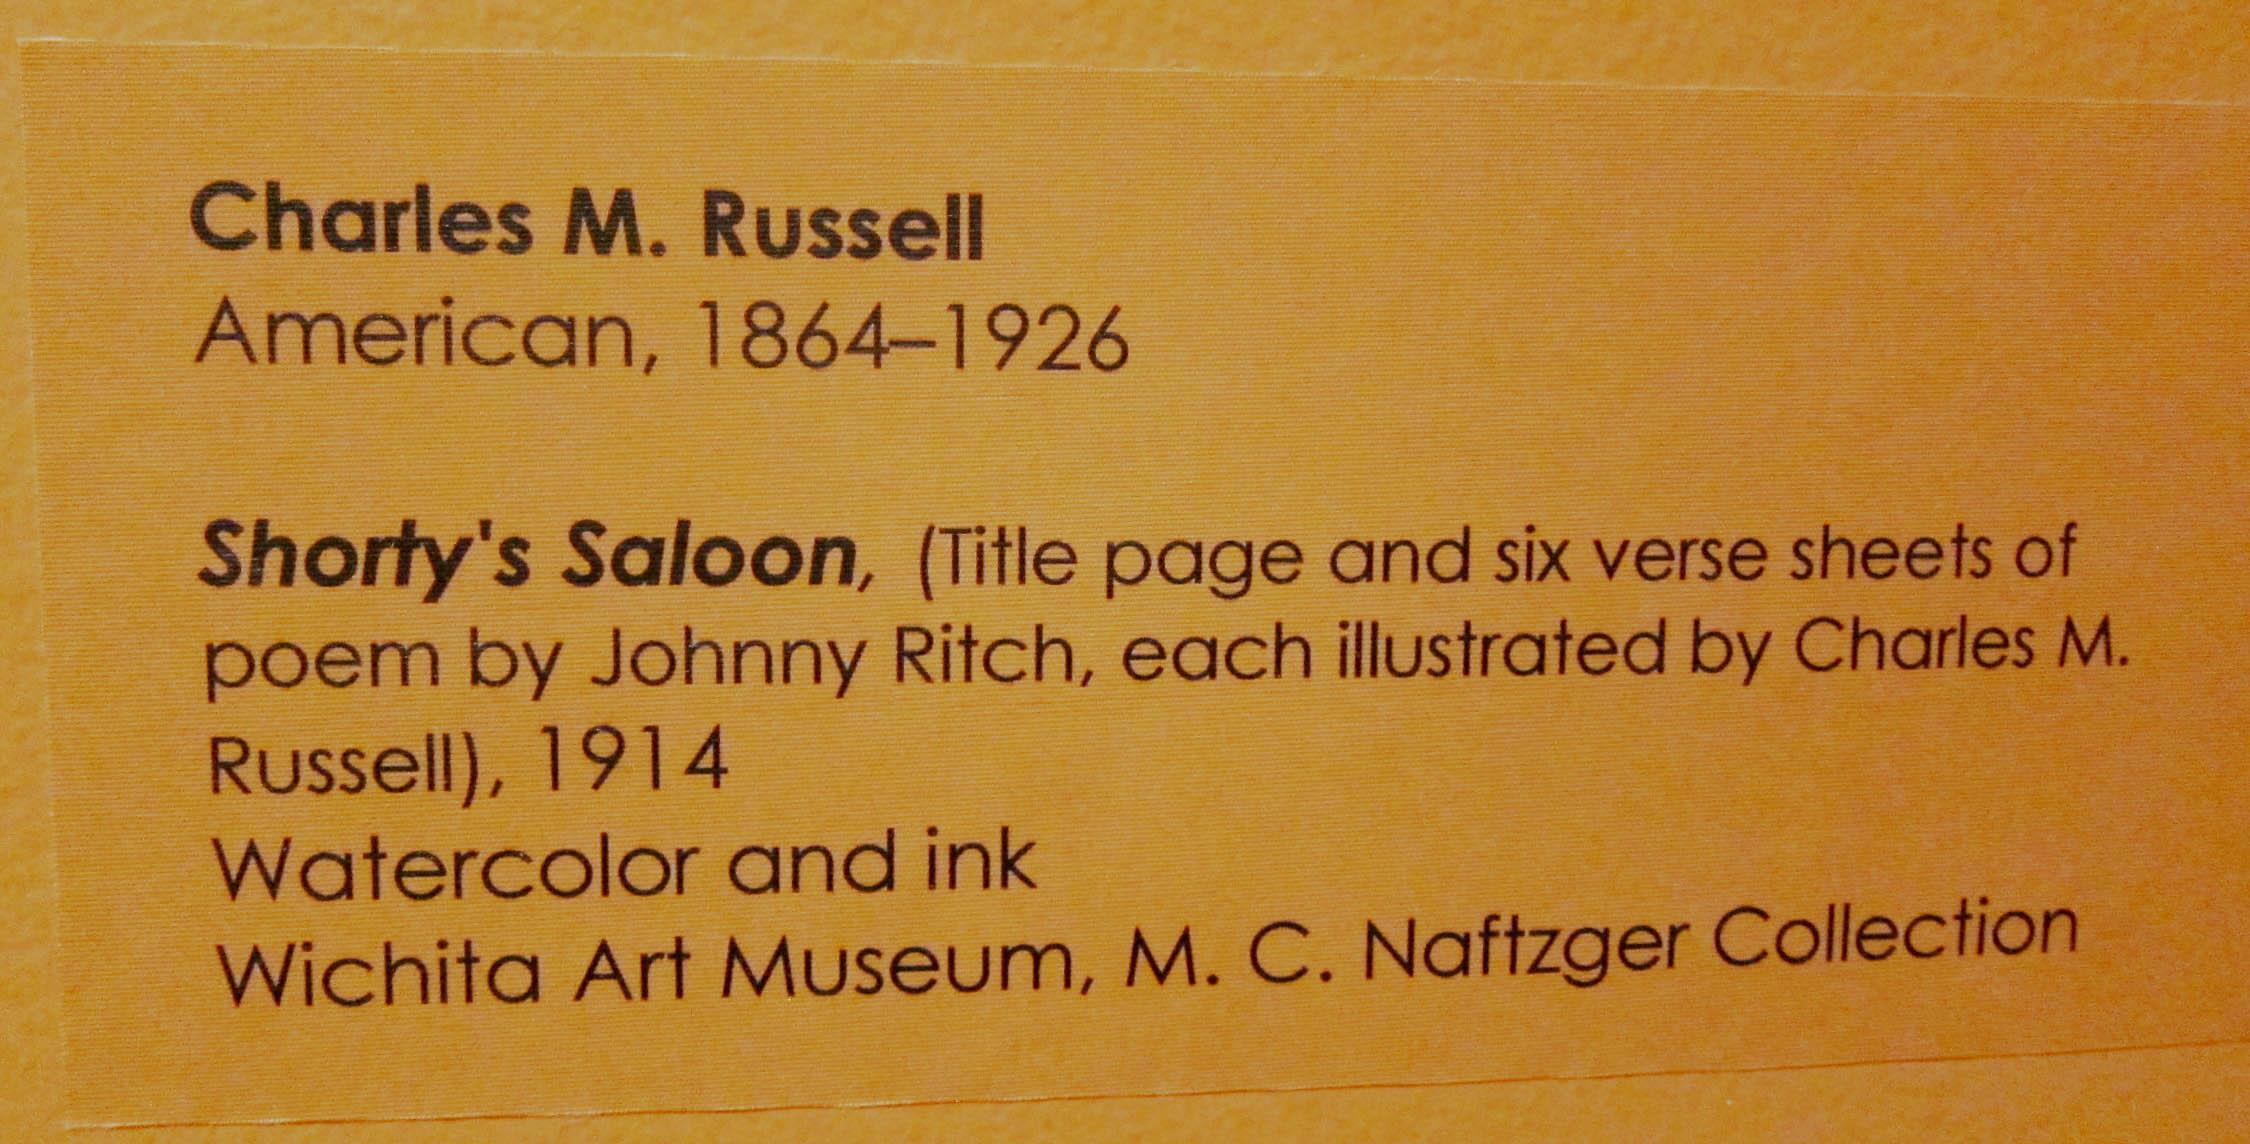 Charles M. Russell
American, 1864–1926
Shorty's Saloon, (Title page and six verse sheets of
poem by Johnny Ritch, each illustrated by Charles M.
Russell), 1914
Watercolor and ink
Wichita Art Museum, M. C. Naftzger Collection